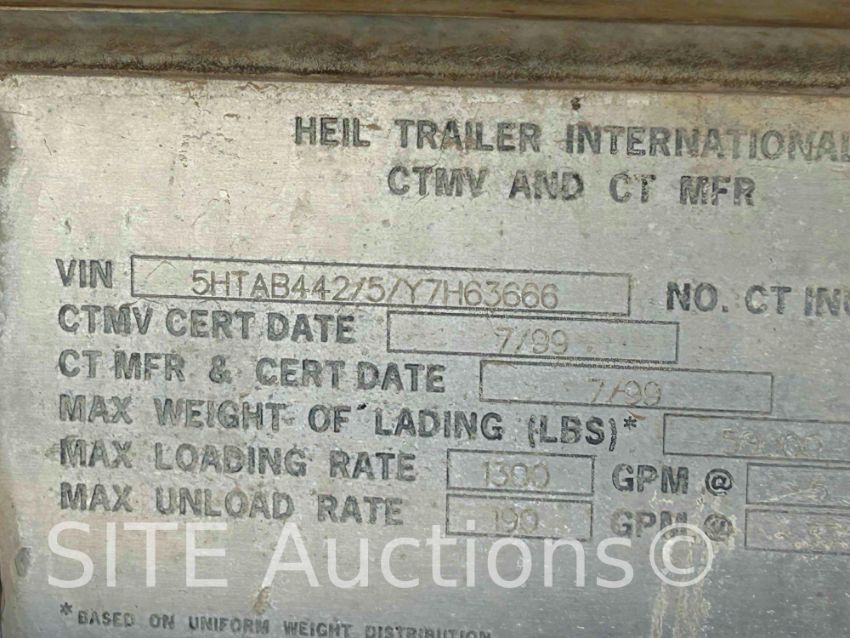 HEIL TRAILER INTERNATIONAL
CTMV AND CT MFR
VIN 5HTAB442/5/Y7H63666 NO. CT IN
CTMV CERT DATE 7/99
CT MFR & CERT DATE 7/99
MAX WEIGHT OF LADING (LBS)*
MAX LOADING RATE 1300 GPM @
MAX UNLOAD RATE 190 GPM @
SITE Auctions©
*BASED ON UNIFORM WEIGHT DISTRIBUTION